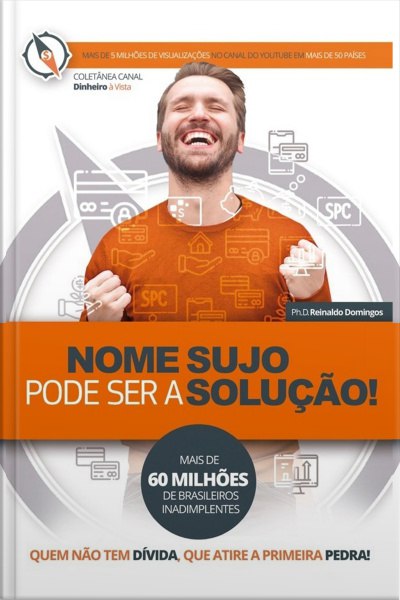 MAIS DE 5 MILHÕES DE VISUALIZAÇÕES NO CANAL DO YOUTUBE EM MAIS DE 50 PAÍSES
$
COLETÂNEA CANAL
Dinheiro à Vista
SPC
SPC
Ph.D. Reinaldo Domingos
NOME SUJO
PODE SER A SOLUÇÃO!
MAIS DE
60 MILHÕES
DE BRASILEIROS
INADIMPLENTES
QUEM NÃO TEM DÍVIDA, QUE ATIRE A PRIMEIRA PEDRA!